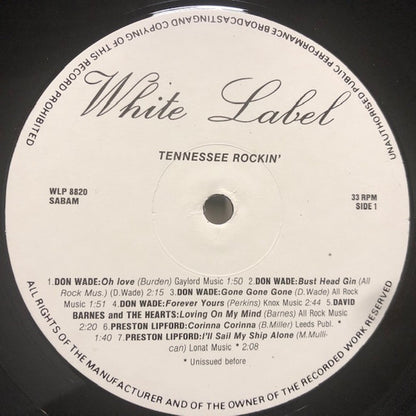 UNAUTHORISED PUBLIC PERFORMANCE BROADCASTING AND COPYING OF THIS RECORD PROHIBITED
White Label
TENNESSEE ROCKIN'
WLP 8820
SABAM
33 RPM
SIDE 1
1.DON WADE:Oh love (Burden) Gaylord Music 1:50 2.DON WADE:Bust Head Gin (All
Rock Mus.) (D.Wade) 2:15 3.DON WADE:Gone Gone Gone (D.Wade) All Rock
Music 1:51 4.DON WADE:Forever Yours (Perkins) Knox Music 2:44 5.DAVID
BARNES and THE HEARTS:Loving On My Mind (Barnes) All Rock Music
2:20 6.PRESTON LIPFORD:Corinna Corinna (B.Miller) Leeds Publ. *
1:40 7.PRESTON LIPFORD:I'll Sail My Ship Alone (M.Mulli-
can) Lonat Music * 2:08
* Unissued before
ALL RIGHTS OF THE MANUFACTURER AND OF THE OWNER OF THE RECORDED WORK RESERVED